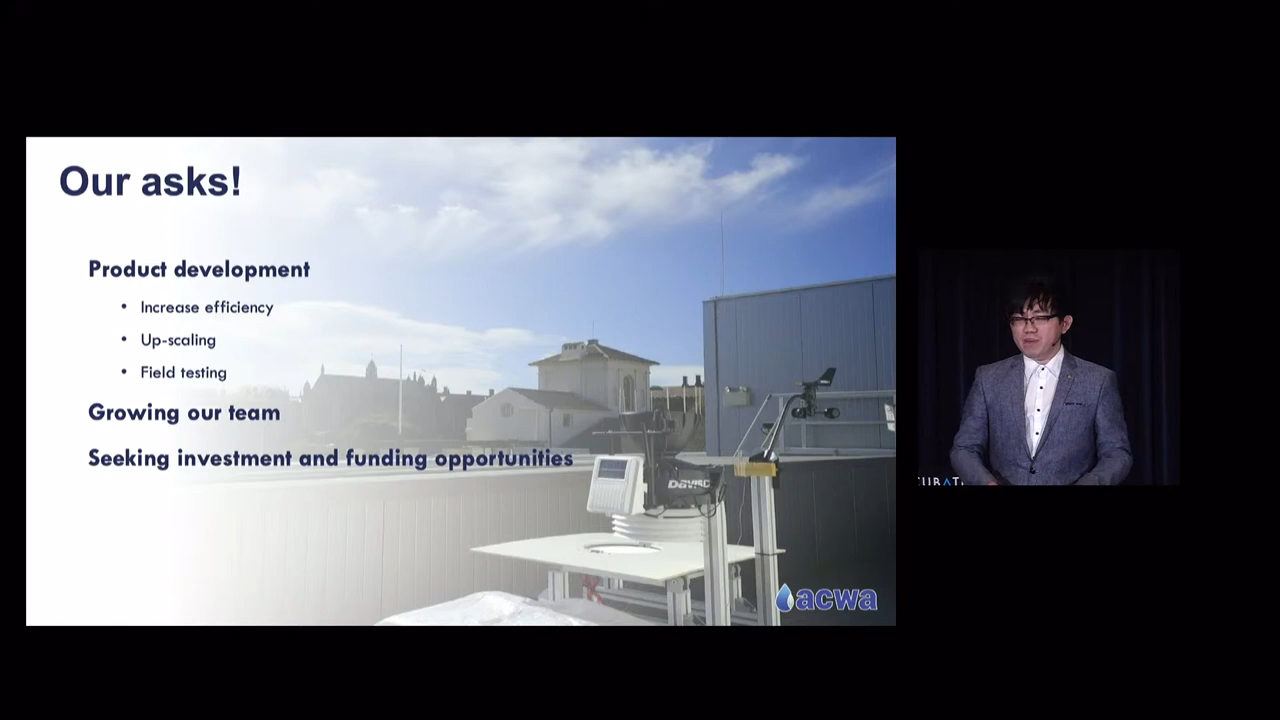 Our asks!
Product development
• Increase efficiency
• Up-scaling
• Field testing
Growing our team
Seeking investment and funding opportunities
DAVIS
acwa
CUBAT